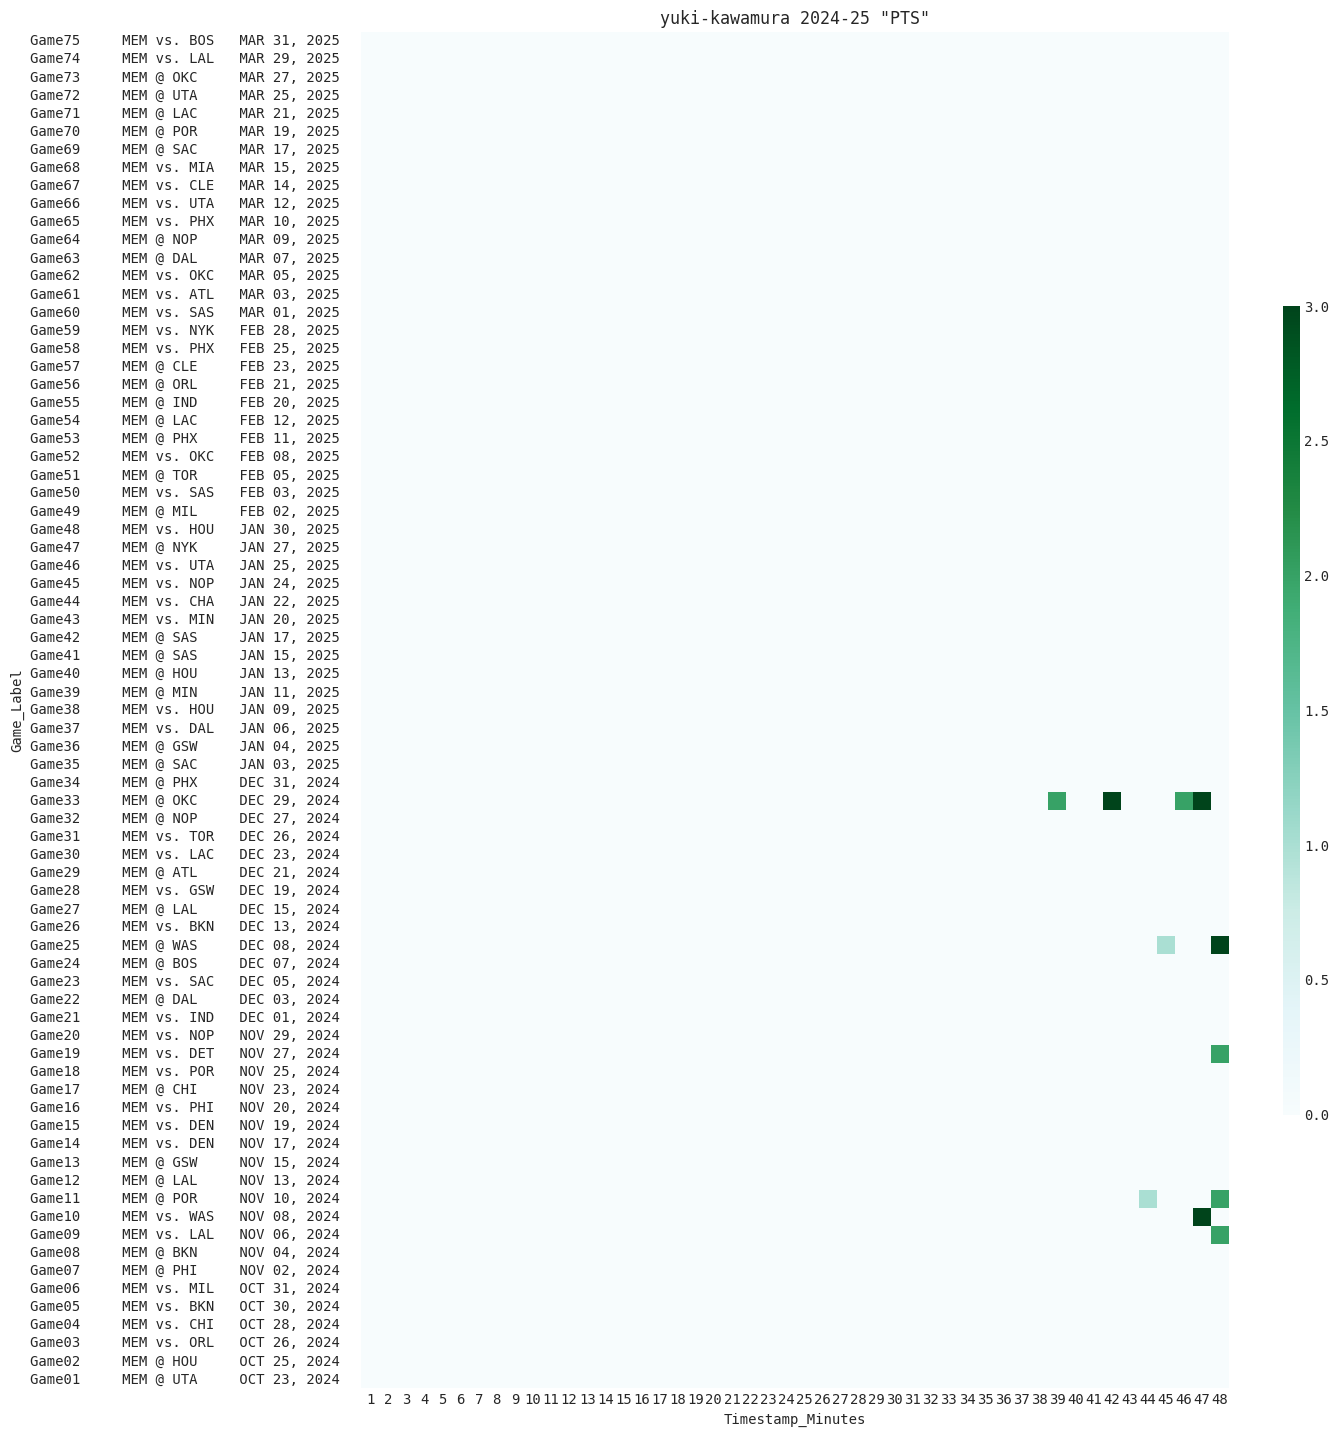 yuki-kawamura 2024-25 "PTS"
Game75 MEM vs. BOS MAR 31, 2025
Game74 MEM vs. LAL MAR 29, 2025
Game73 MEM @ OKC MAR 27, 2025
Game72 MEM @ UTA MAR 25, 2025
Game71 MEM @ LAC MAR 21, 2025
Game70 MEM @ POR MAR 19, 2025
Game69 MEM @ SAC MAR 17, 2025
Game68 MEM vs. MIA MAR 15, 2025
Game67 MEM vs. CLE MAR 14, 2025
Game66 MEM vs. UTA MAR 12, 2025
Game65 MEM vs. PHX MAR 10, 2025
Game64 MEM @ NOP MAR 09, 2025
Game63 MEM @ DAL MAR 07, 2025
Game62 MEM vs. OKC MAR 05, 2025
Game61 MEM vs. ATL MAR 03, 2025
Game60 MEM vs. SAS MAR 01, 2025
Game59 MEM vs. NYK FEB 28, 2025
Game58 MEM vs. PHX FEB 25, 2025
Game57 MEM @ CLE FEB 23, 2025
Game56 MEM @ ORL FEB 21, 2025
Game55 MEM @ IND FEB 20, 2025
Game54 MEM @ LAC FEB 12, 2025
Game53 MEM @ PHX FEB 11, 2025
Game52 MEM vs. OKC FEB 08, 2025
Game51 MEM @ TOR FEB 05, 2025
Game50 MEM vs. SAS FEB 03, 2025
Game49 MEM @ MIL FEB 02, 2025
Game48 MEM vs. HOU JAN 30, 2025
Game47 MEM @ NYK JAN 27, 2025
Game46 MEM vs. UTA JAN 25, 2025
Game45 MEM vs. NOP JAN 24, 2025
Game44 MEM vs. CHA JAN 22, 2025
Game43 MEM vs. MIN JAN 20, 2025
Game42 MEM @ SAS JAN 17, 2025
Game41 MEM @ SAS JAN 15, 2025
Game40 MEM @ HOU JAN 13, 2025
Game39 MEM @ MIN JAN 11, 2025
Game38 MEM vs. HOU JAN 09, 2025
Game37 MEM vs. DAL JAN 06, 2025
Game36 MEM @ GSW JAN 04, 2025
Game35 MEM @ SAC JAN 03, 2025
Game34 MEM @ PHX DEC 31, 2024
Game33 MEM @ OKC DEC 29, 2024
Game32 MEM @ NOP DEC 27, 2024
Game31 MEM vs. TOR DEC 26, 2024
Game30 MEM vs. LAC DEC 23, 2024
Game29 MEM @ ATL DEC 21, 2024
Game28 MEM vs. GSW DEC 19, 2024
Game27 MEM @ LAL DEC 15, 2024
Game26 MEM vs. BKN DEC 13, 2024
Game25 MEM @ WAS DEC 08, 2024
Game24 MEM @ BOS DEC 07, 2024
Game23 MEM vs. SAC DEC 05, 2024
Game22 MEM @ DAL DEC 03, 2024
Game21 MEM vs. IND DEC 01, 2024
Game20 MEM vs. NOP NOV 29, 2024
Game19 MEM vs. DET NOV 27, 2024
Game18 MEM vs. POR NOV 25, 2024
Game17 MEM @ CHI NOV 23, 2024
Game16 MEM vs. PHI NOV 20, 2024
Game15 MEM vs. DEN NOV 19, 2024
Game14 MEM vs. DEN NOV 17, 2024
Game13 MEM @ GSW NOV 15, 2024
Game12 MEM @ LAL NOV 13, 2024
Game11 MEM @ POR NOV 10, 2024
Game10 MEM vs. WAS NOV 08, 2024
Game09 MEM vs. LAL NOV 06, 2024
Game08 MEM @ BKN NOV 04, 2024
Game07 MEM @ PHI NOV 02, 2024
Game06 MEM vs. MIL OCT 31, 2024
Game05 MEM vs. BKN OCT 30, 2024
Game04 MEM vs. CHI OCT 28, 2024
Game03 MEM vs. ORL OCT 26, 2024
Game02 MEM @ HOU OCT 25, 2024
Game01 MEM @ UTA OCT 23, 2024
Game_Label
1 2 3 4 5 6 7 8 9 10 11 12 13 14 15 16 17 18 19 20 21 22 23 24 25 26 27 28 29 30 31 32 33 34 35 36 37 38 39 40 41 42 43 44 45 46 47 48
Timestamp_Minutes
3.0
2.5
2.0
1.5
1.0
0.5
0.0